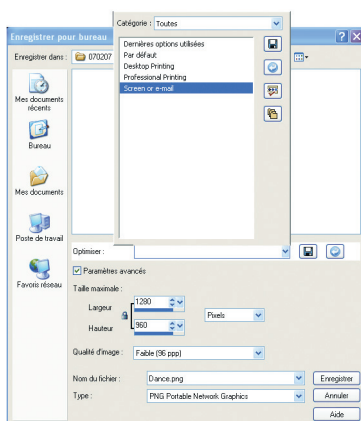 Catégorie : Toutes
Enregistrer pour bureau
Enregistrer dans : 070207
Dernières options utilisées
Par défaut
Desktop Printing
Professional Printing
Screen or e-mail
Mes documents récents
Bureau
Mes documents
Poste de travail
Favoris réseau
Optimiser :
Paramètres avancés
Taille maximale :
Largeur 1280
Pixels
Hauteur 960
Qualité d'image : Faible (96 ppp)
Nom du fichier : Dance.png Enregistrer
Type : PNG Portable Network Graphics Annuler
Aide